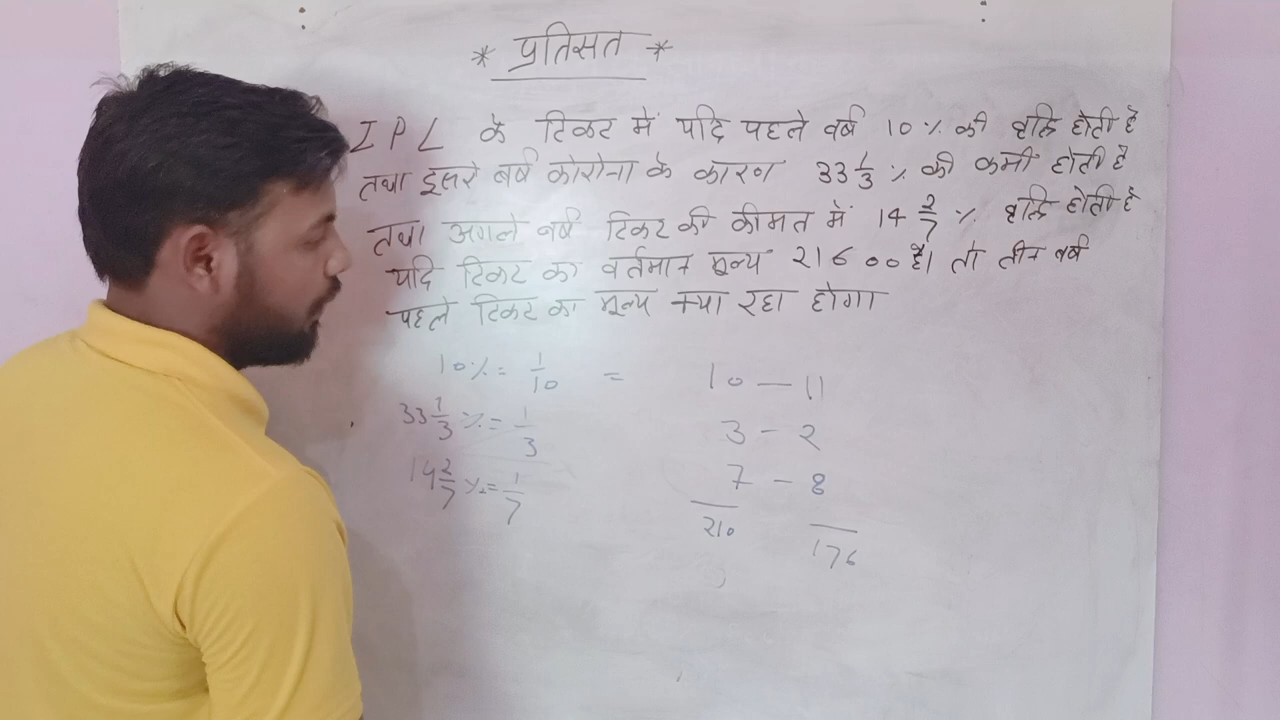 * प्रतिसत *
IPL के टिकट में यदि पहले वर्ष 10% की वृद्धि होती है
तथा दूसरे वर्ष कोरोना के कारण 33 1/3 % की कमी होती है
तथा अगले वर्ष टिकट की कीमत में 14 2/7 % वृद्धि होती है
यदि टिकट का वर्तमान मूल्य 21600 है। तो तीन वर्ष
पहले टिकट का मूल्य क्या रहा होगा
10% = 1/10 = 10 — 11
33 1/3 % = 1/3 3 — 2
14 2/7 % = 1/7 7 — 8
210 176